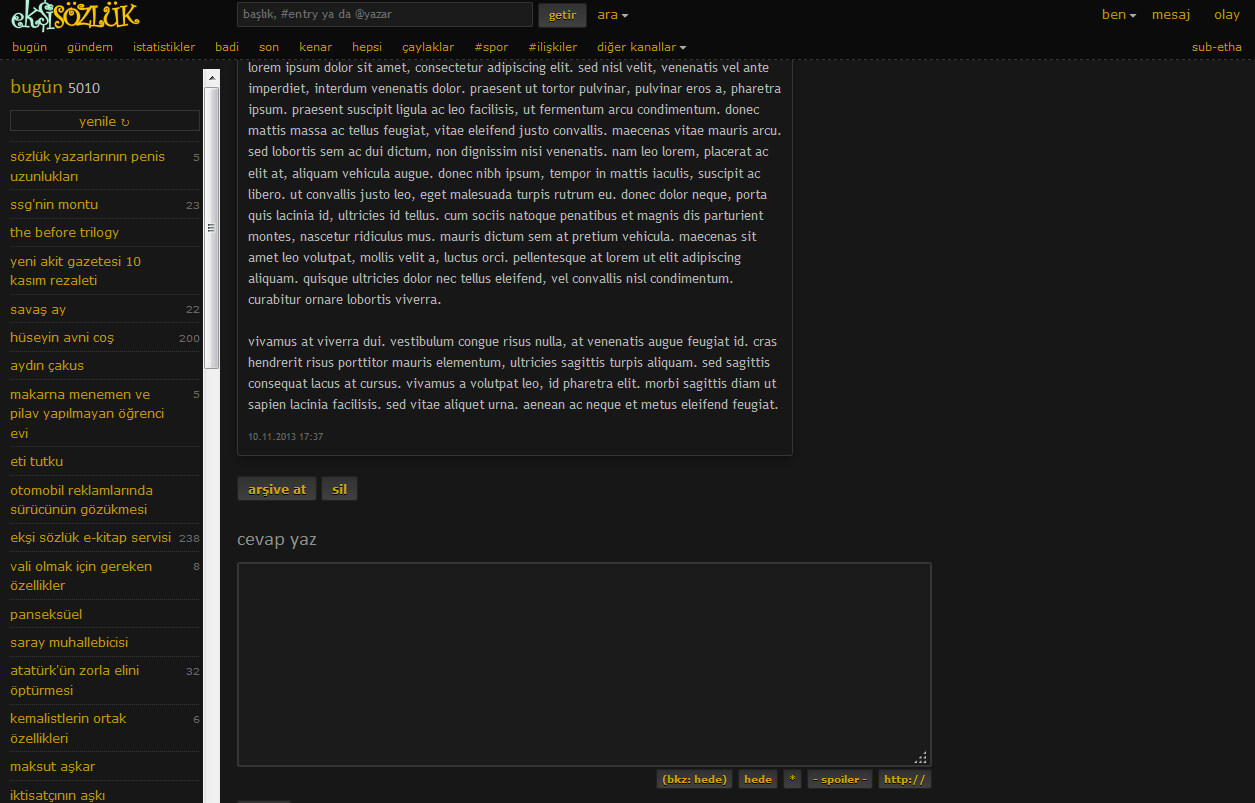 ekşisözlük
başlık, #entry ya da @yazar
getir
ara
ben
mesaj
olay
bugün
gündem
istatistikler
badi
son
kenar
hepsi
çaylaklar
#spor
#ilişkiler
diğer kanallar
sub-etha
bugün 5010
yenile ↻
sözlük yazarlarının penis 5
uzunlukları
ssg'nin montu 23
the before trilogy
yeni akit gazetesi 10
kasım rezaleti
savaş ay 22
hüseyin avni coş 200
aydın çakus
makarna menemen ve 5
pilav yapılmayan öğrenci
evi
eti tutku
otomobil reklamlarında
sürücünün gözükmesi
ekşi sözlük e-kitap servisi 238
vali olmak için gereken 8
özellikler
panseksüel
saray muhallebicisi
atatürk'ün zorla elini 32
öptürmesi
kemalistlerin ortak 6
özellikleri
maksut aşkar
iktisatçının aşkı
lorem ipsum dolor sit amet, consectetur adipiscing elit. sed nisl velit, venenatis vel ante
imperdiet, interdum venenatis dolor. praesent ut tortor pulvinar, pulvinar eros a, pharetra
ipsum. praesent suscipit ligula ac leo facilisis, ut fermentum arcu condimentum. donec
mattis massa ac tellus feugiat, vitae eleifend justo convallis. maecenas vitae mauris arcu.
sed lobortis sem ac dui dictum, non dignissim nisi venenatis. nam leo lorem, placerat ac
elit at, aliquam vehicula augue. donec nibh ipsum, tempor in mattis iaculis, suscipit ac
libero. ut convallis justo leo, eget malesuada turpis rutrum eu. donec dolor neque, porta
quis lacinia id, ultricies id tellus. cum sociis natoque penatibus et magnis dis parturient
montes, nascetur ridiculus mus. mauris dictum sem at pretium vehicula. maecenas sit
amet leo volutpat, mollis velit a, luctus orci. pellentesque at lorem ut elit adipiscing
aliquam. quisque ultricies dolor nec tellus eleifend, vel convallis nisl condimentum.
curabitur ornare lobortis viverra.
vivamus at viverra dui. vestibulum congue risus nulla, at venenatis augue feugiat id. cras
hendrerit risus porttitor mauris elementum, ultricies sagittis turpis aliquam. sed sagittis
consequat lacus at cursus. vivamus a volutpat leo, id pharetra elit. morbi sagittis diam ut
sapien lacinia facilisis. sed vitae aliquet urna. aenean ac neque et metus eleifend feugiat.
10.11.2013 17:37
arşive at
sil
cevap yaz
(bkz: hede)
hede
*
- spoiler -
http://